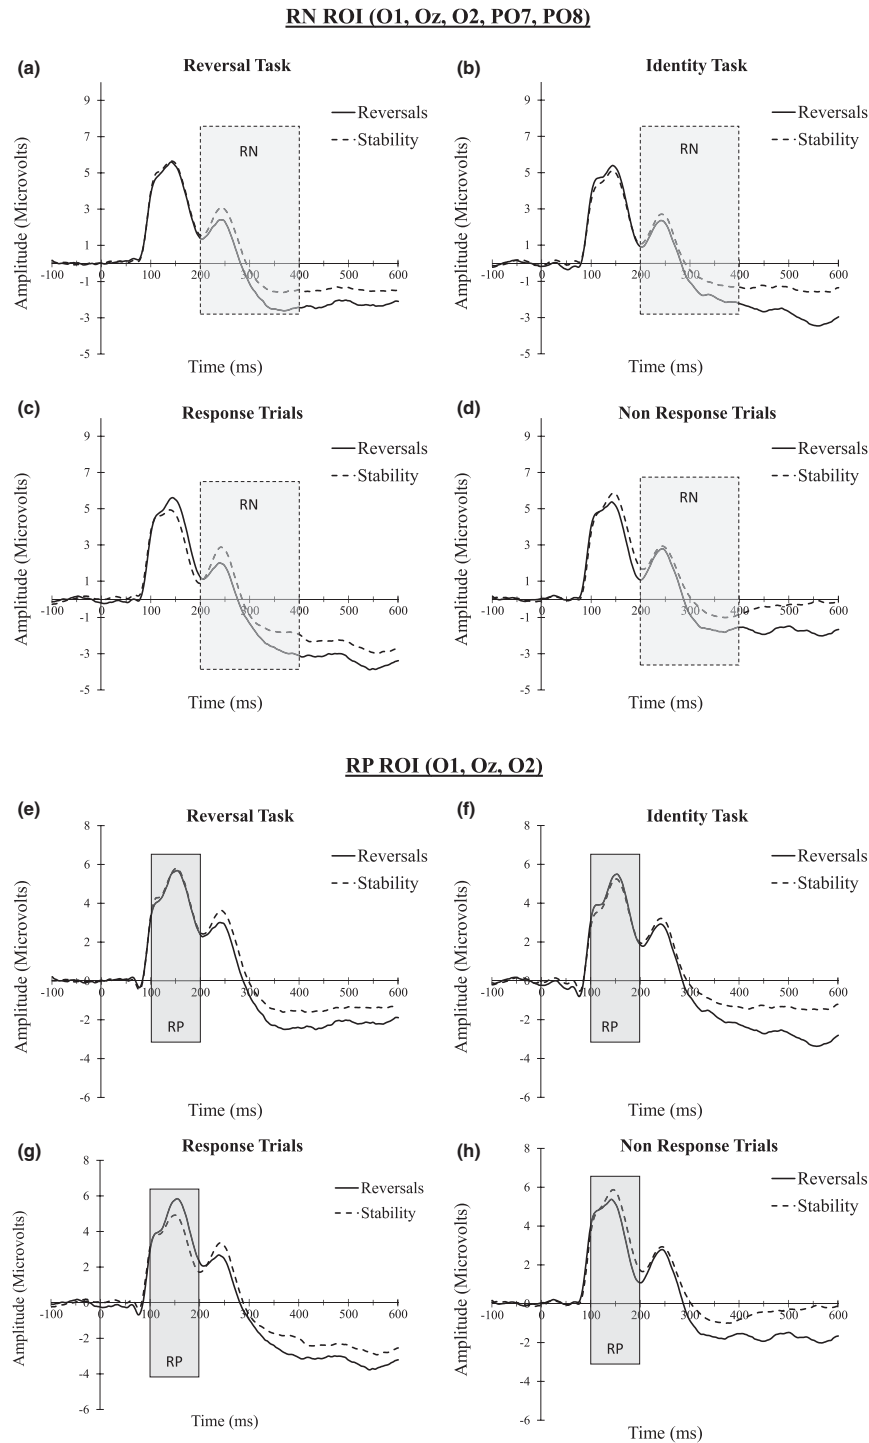 RN ROI (O1, Oz, O2, PO7, PO8)
(a)
Reversal Task
Amplitude (Microvolts)
9
7
5
3
1
-1
-3
-5
-100 0 100 200 300 400 500 600
RN
Reversals
Stability
Time (ms)
(b)
Identity Task
Amplitude (Microvolts)
9
7
5
3
1
-1
-3
-5
-100 0 100 200 300 400 500 600
RN
Reversals
Stability
Time (ms)
(c)
Response Trials
Amplitude (Microvolts)
9
7
5
3
1
-1
-3
-5
-100 0 100 200 300 400 500 600
RN
Reversals
Stability
Time (ms)
(d)
Non Response Trials
Amplitude (Microvolts)
9
7
5
3
1
-1
-3
-5
-100 0 100 200 300 400 500 600
RN
Reversals
Stability
Time (ms)
RP ROI (O1, Oz, O2)
(e)
Reversal Task
Amplitude (Microvolts)
8
6
4
2
0
-2
-4
-6
-100 0 100 200 300 400 500 600
RP
Reversals
Stability
Time (ms)
(f)
Identity Task
Amplitude (Microvolts)
8
6
4
2
0
-2
-4
-6
-100 0 100 200 300 400 500 600
RP
Reversals
Stability
Time (ms)
(g)
Response Trials
Amplitude (Microvolts)
8
6
4
2
0
-2
-4
-6
-100 0 100 200 300 400 500 600
RP
Reversals
Stability
Time (ms)
(h)
Non Response Trials
Amplitude (Microvolts)
8
6
4
2
0
-2
-4
-6
-100 0 100 200 300 400 500 600
RP
Reversals
Stability
Time (ms)